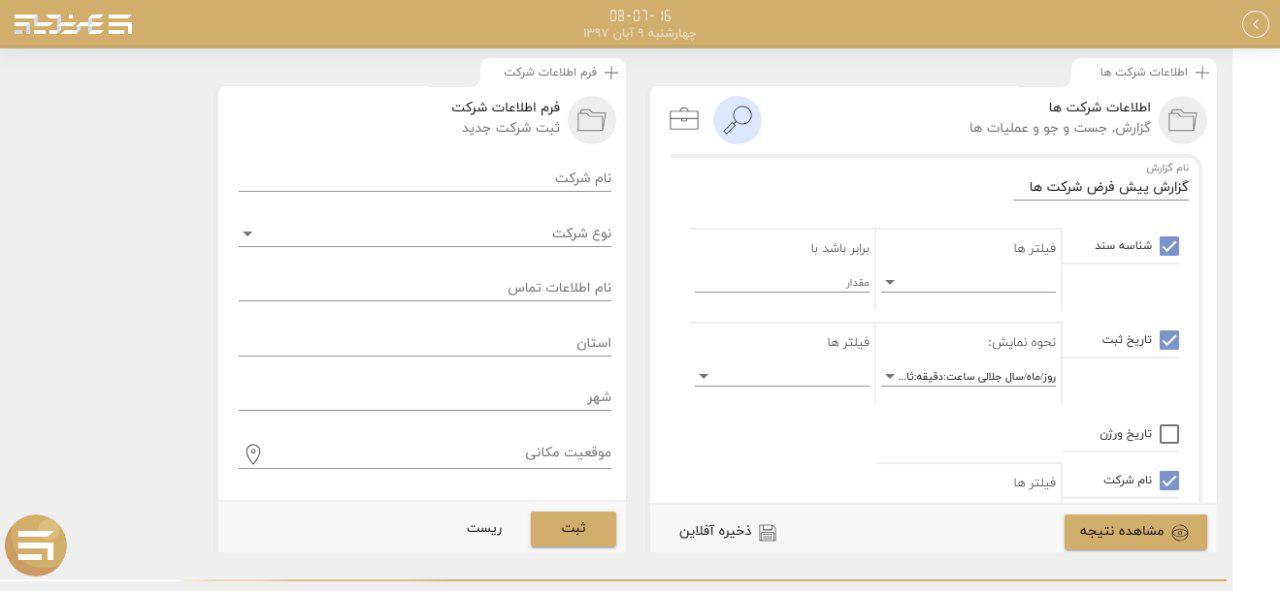 08-07-16
چهارشنبه ۹ آبان ۱۳۹۷
اطلاعات شرکت ها
اطلاعات شرکت ها
گزارش، جست و جو و عملیات ها
نام گزارش
گزارش پیش فرض شرکت ها
شناسه سند
فیلتر ها
برابر باشد با
مقدار
تاریخ ثبت
نحوه نمایش:
فیلتر ها
روز/ماه/سال جلالی ساعت:دقیقه:ثا...
تاریخ ورژن
نام شرکت
فیلتر ها
مشاهده نتیجه
ذخیره آفلاین
فرم اطلاعات شرکت
فرم اطلاعات شرکت
ثبت شرکت جدید
نام شرکت
نوع شرکت
نام اطلاعات تماس
استان
شهر
موقعیت مکانی
ثبت
ریست